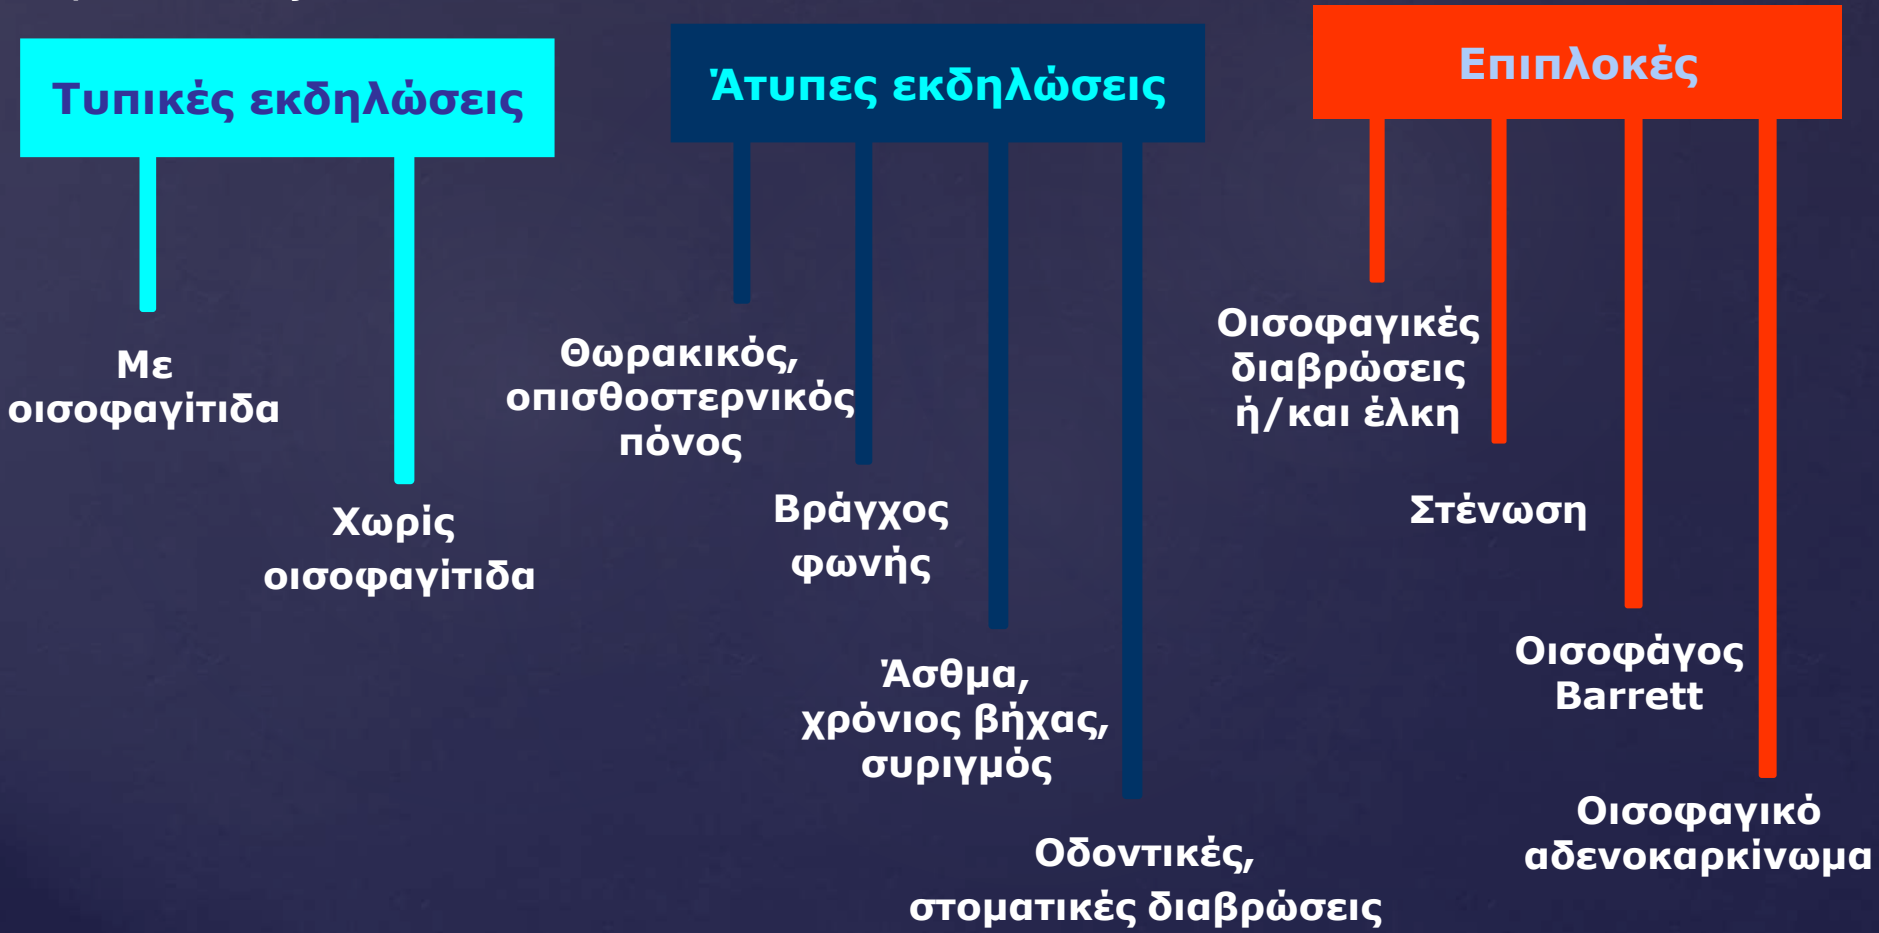 Τυπικές εκδηλώσεις
Με
οισοφαγίτιδα
Χωρίς
οισοφαγίτιδα
Άτυπες εκδηλώσεις
Θωρακικός,
οπισθοστερνικός
πόνος
Βράγχος
φωνής
Άσθμα,
χρόνιος βήχας,
συριγμός
Οδοντικές,
στοματικές διαβρώσεις
Επιπλοκές
Οισοφαγικές
διαβρώσεις
ή/και έλκη
Στένωση
Οισοφάγος
Barrett
Οισοφαγικό
αδενοκαρκίνωμα